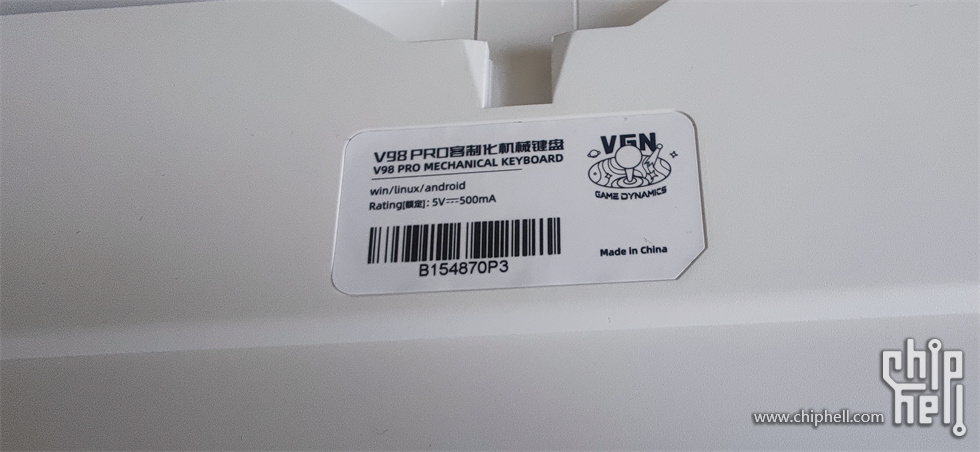 V98 PRO客制化机械键盘
V98 PRO MECHANICAL KEYBOARD
win/linux/android
Rating[额定]: 5V⎓500mA
B154870P3
VGN
GAME DYNAMICS
Made in China
chip
hell
www.chiphell.com